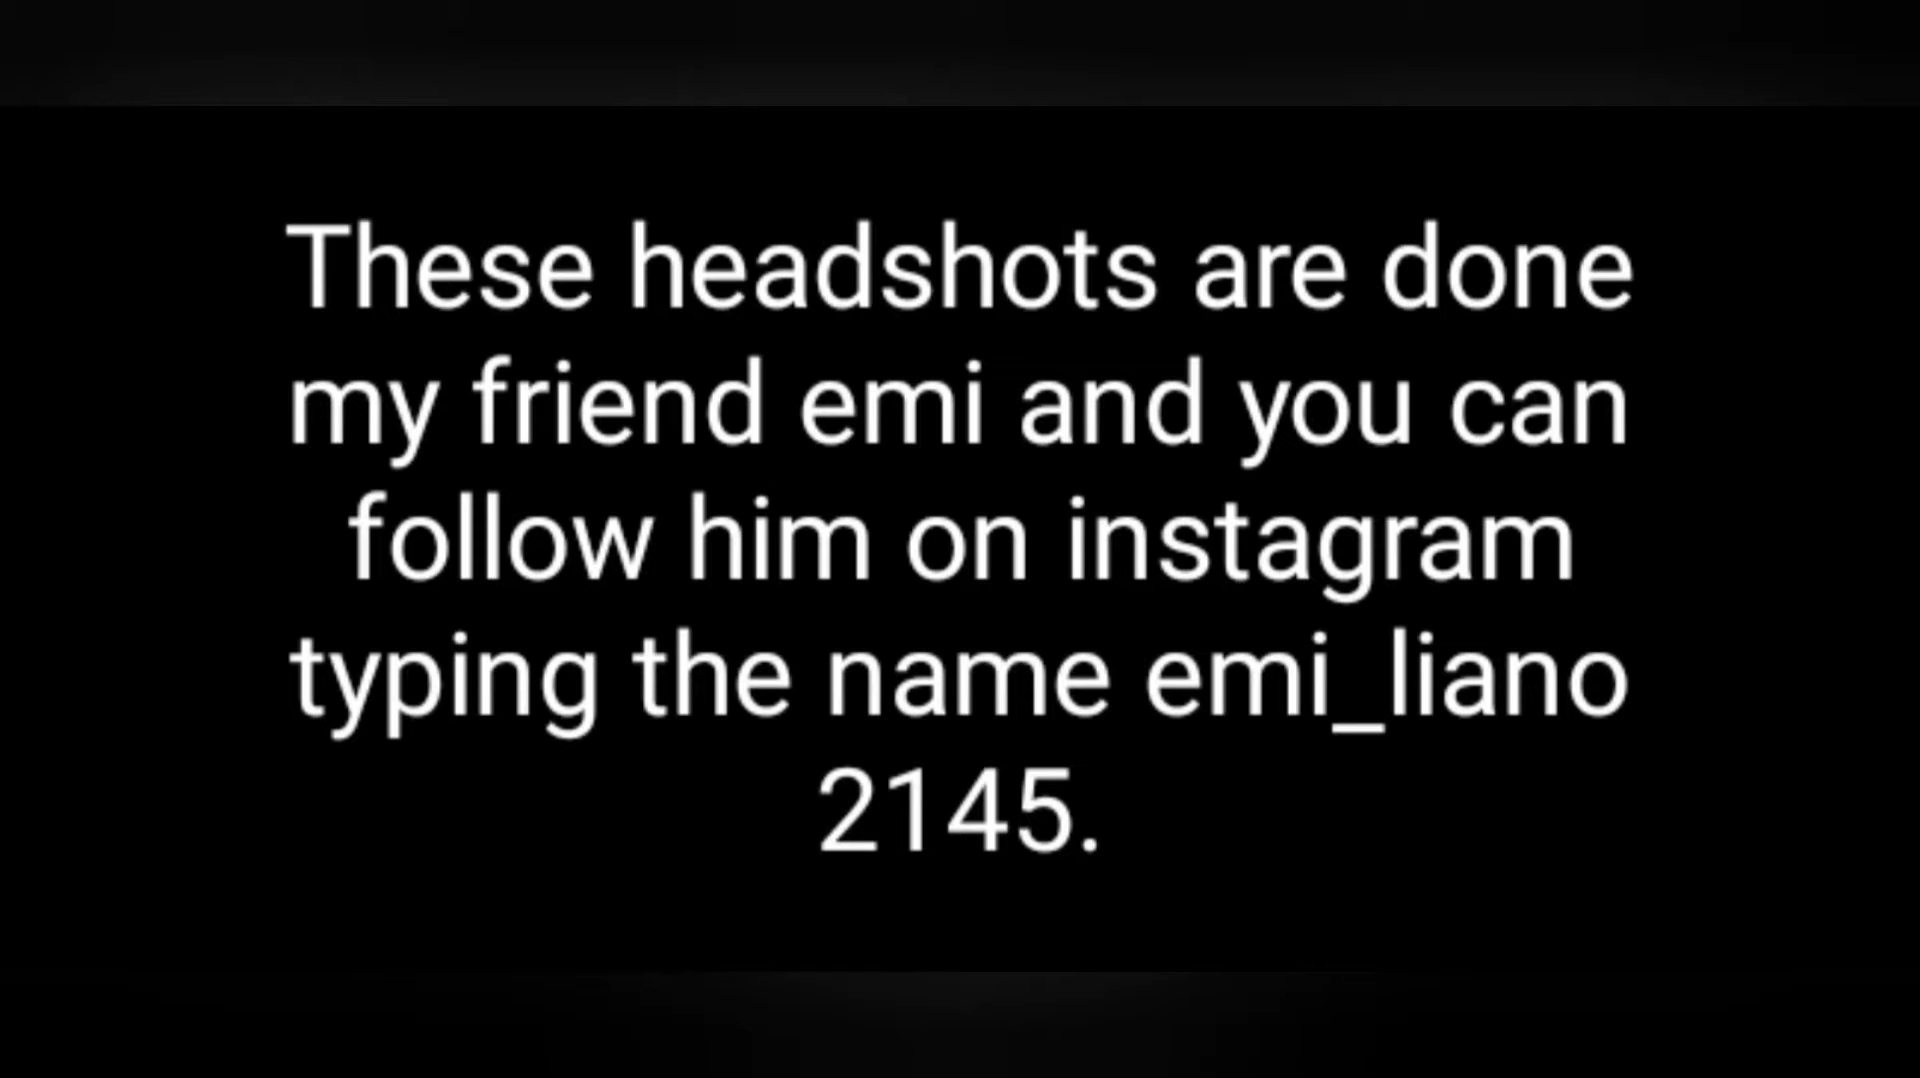 These headshots are done
my friend emi and you can
follow him on instagram
typing the name emi_liano
2145.